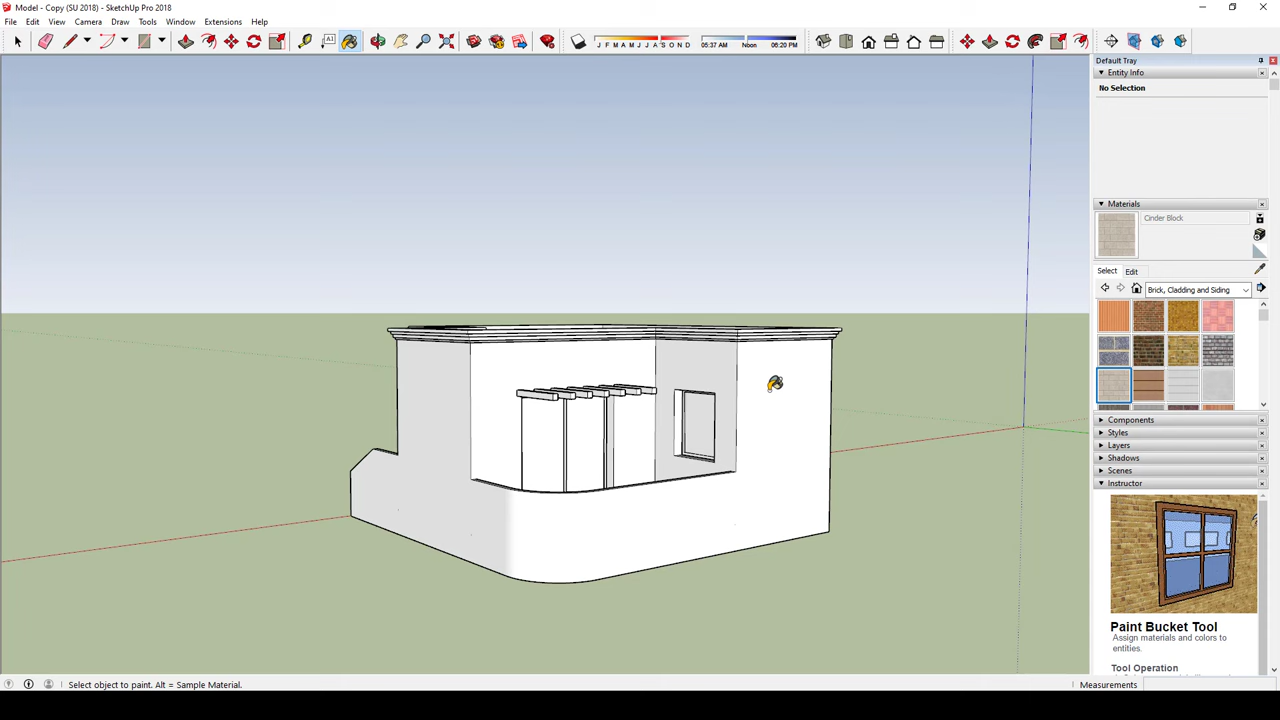 Model - Copy (SU 2018) - SketchUp Pro 2018
File Edit View Camera Draw Tools Window Extensions Help
J F M A M J J A S O N D 05:37 AM Noon 06:20 PM
Default Tray
Entity Info
No Selection
Materials
Cinder Block
Select Edit
Brick, Cladding and Siding
Components
Styles
Layers
Shadows
Scenes
Instructor
Paint Bucket Tool
Assign materials and colors to
entities.
Tool Operation
Select object to paint. Alt = Sample Material.
Measurements